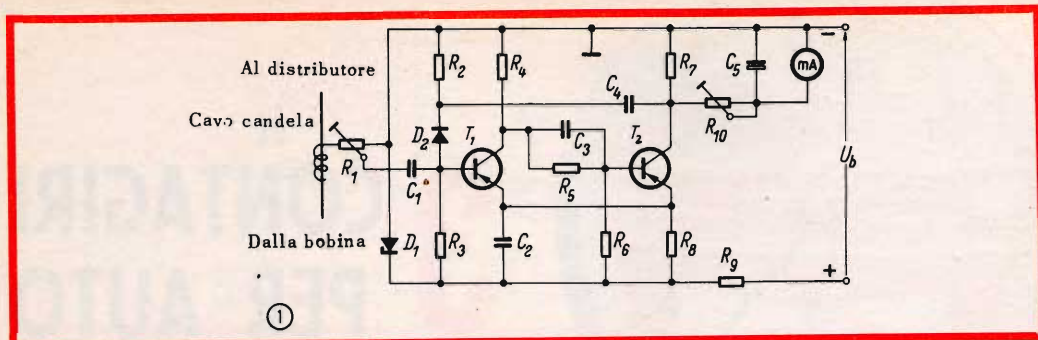 −
R2
R4
R7
C5
mA
Al distributore
C4
Cavo candela
R10
D2
T1
C3
T2
Ub
R1
C1
R5
Dalla bobina
D1
R3
C2
R6
R8
R9
+
1